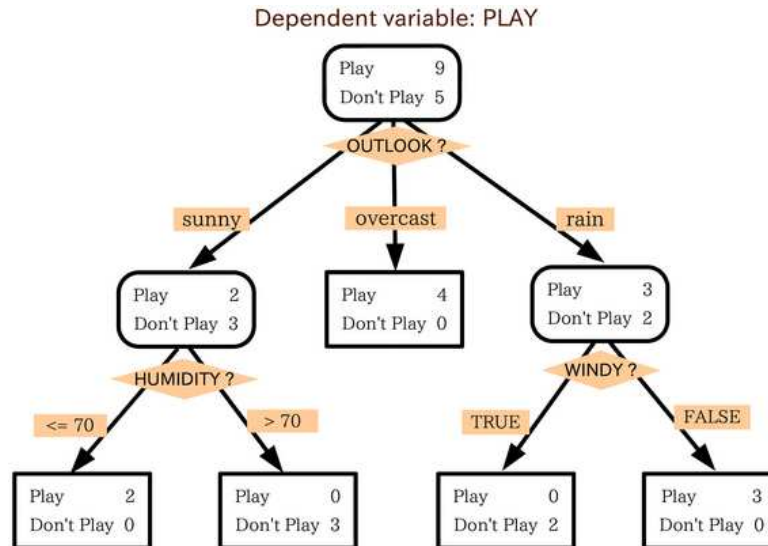 Dependent variable: PLAY
Play 9
Don't Play 5
OUTLOOK ?
sunny
overcast
rain
Play 2
Don't Play 3
Play 4
Don't Play 0
Play 3
Don't Play 2
HUMIDITY ?
WINDY ?
<= 70
> 70
TRUE
FALSE
Play 2
Don't Play 0
Play 0
Don't Play 3
Play 0
Don't Play 2
Play 3
Don't Play 0